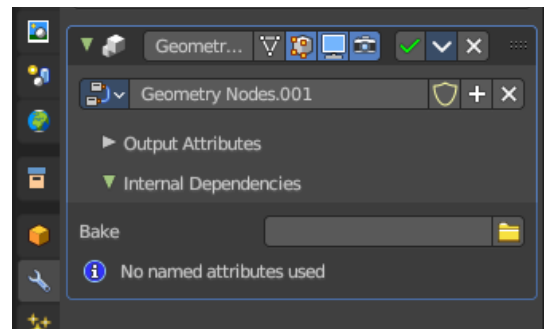 Geometr...
Geometry Nodes.001
Output Attributes
Internal Dependencies
Bake
No named attributes used